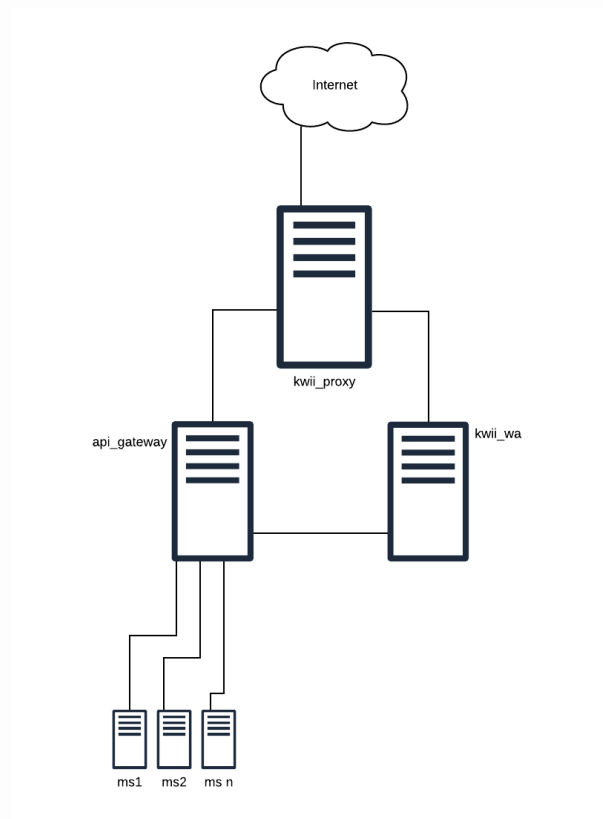 Internet
kwii_proxy
api_gateway
kwii_wa
ms1
ms2
ms n